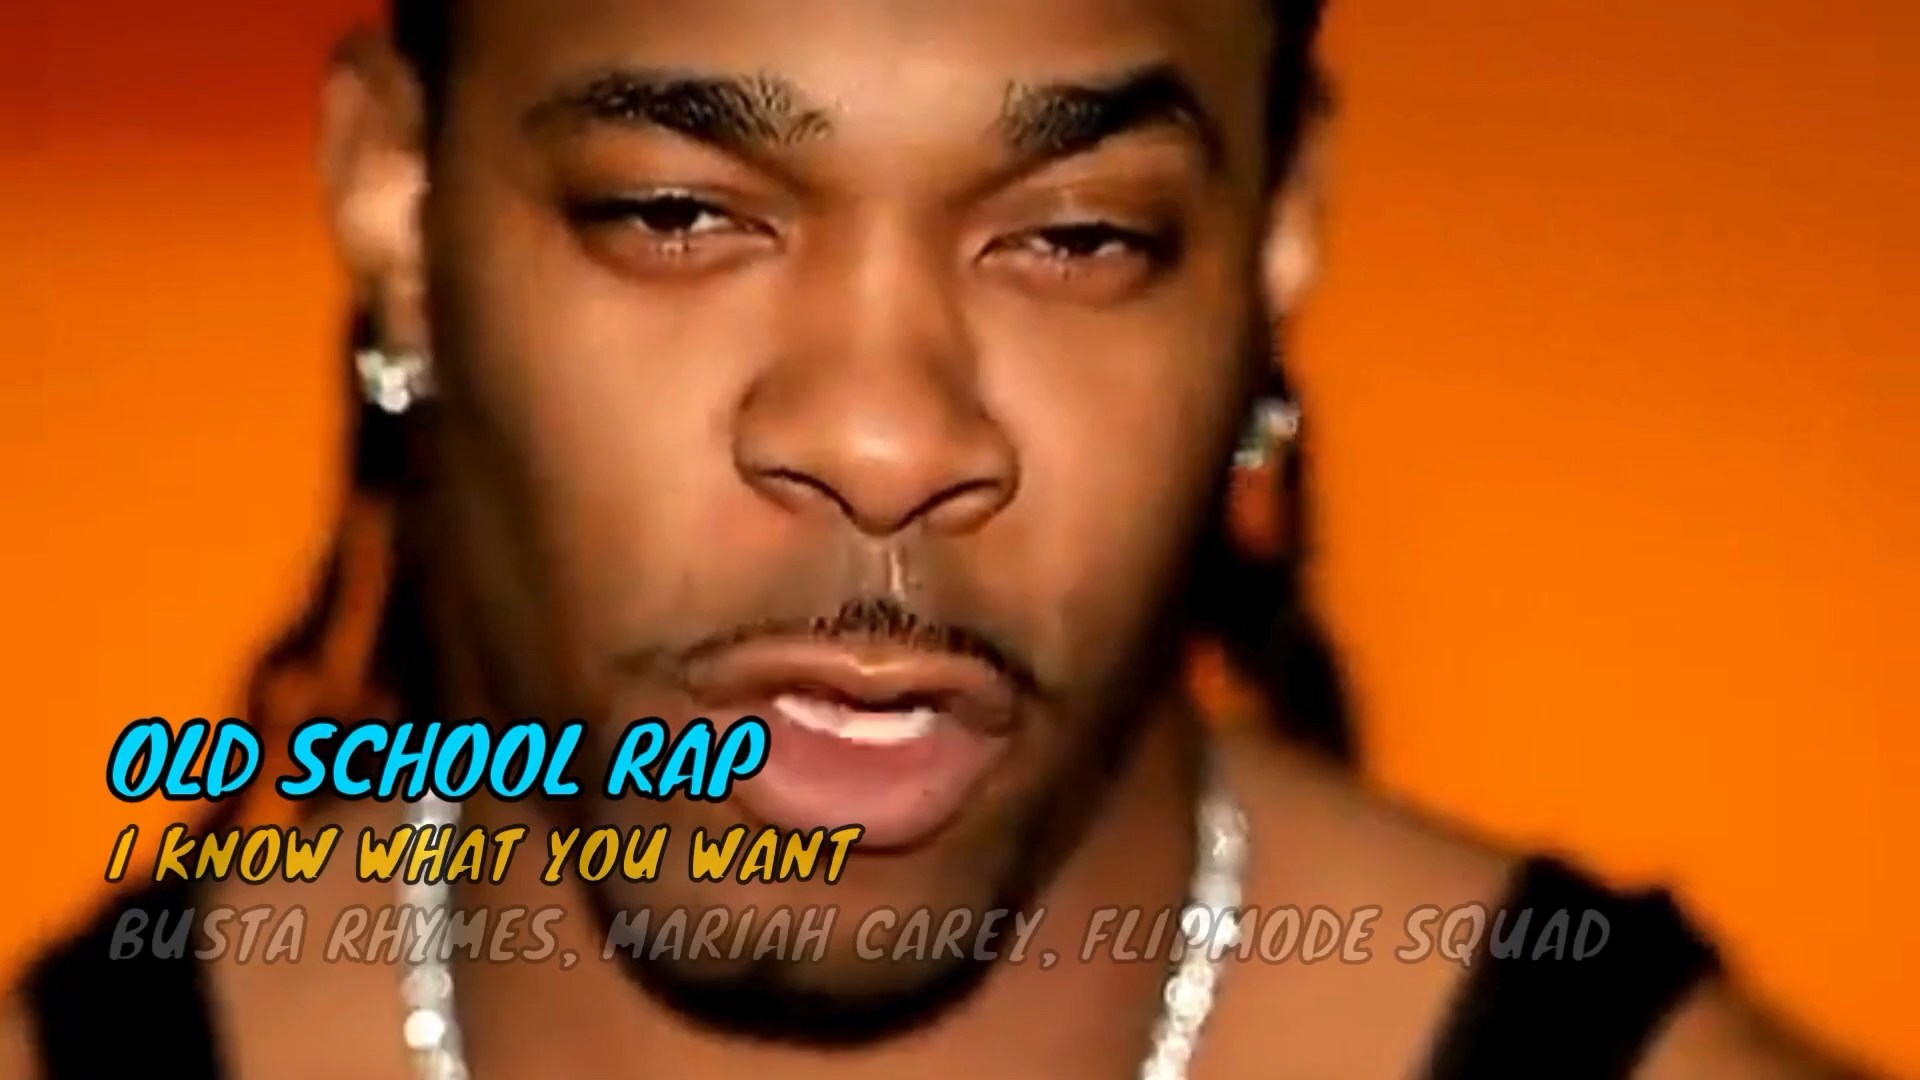 OLD SCHOOL RAP
I KNOW WHAT YOU WANT
BUSTA RHYMES, MARIAH CAREY, FLIPMODE SQUAD